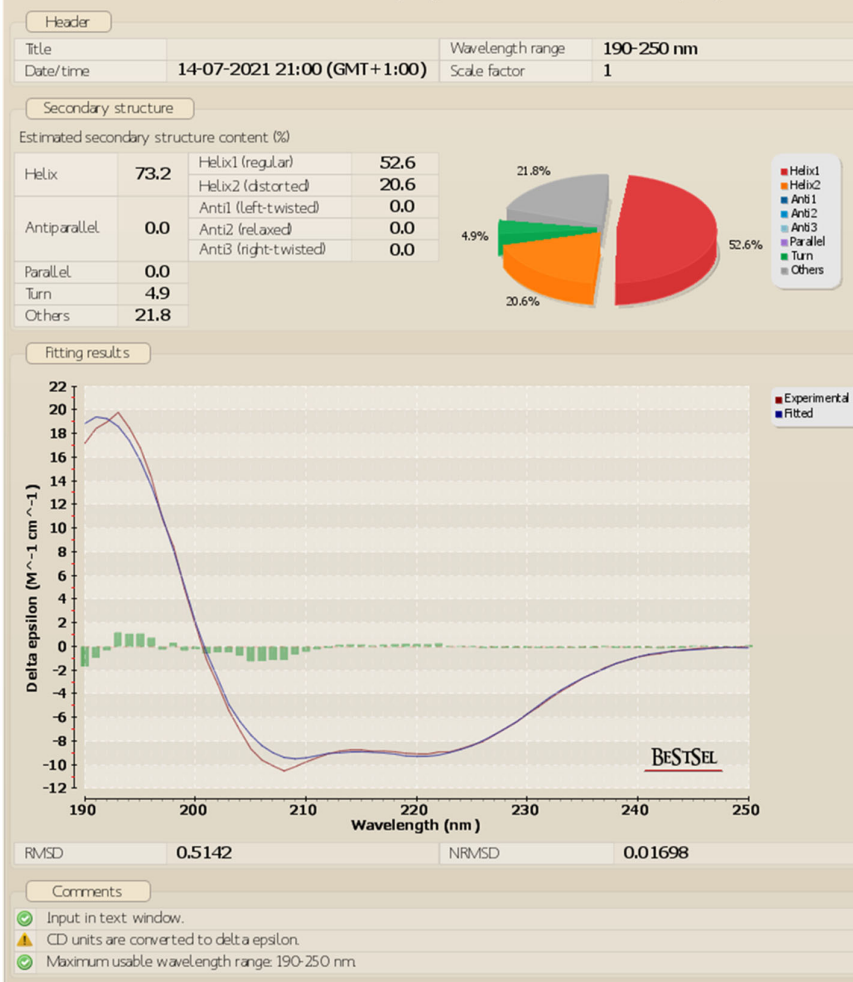 Header
Title
Wavelength range 190-250 nm
Date/time 14-07-2021 21:00 (GMT+1:00)
Scale factor 1
Secondary structure
Estimated secondary structure content (%)
Helix 73.2
Helix1 (regular) 52.6
Helix2 (distorted) 20.6
Antiparallel 0.0
Anti1 (left-twisted) 0.0
Anti2 (relaxed) 0.0
Anti3 (right-twisted) 0.0
Parallel 0.0
Turn 4.9
Others 21.8
21.8%
4.9%
20.6%
52.6%
Helix1
Helix2
Anti1
Anti2
Anti3
Parallel
Turn
Others
Fitting results
Delta epsilon (M^-1 cm^-1)
22
20
18
16
14
12
10
8
6
4
2
0
-2
-4
-6
-8
-10
-12
Experimental
Fitted
BESTSEL
190 200 210 220 230 240 250
Wavelength (nm)
RMSD 0.5142 NRMSD 0.01698
Comments
Input in text window.
CD units are converted to delta epsilon.
Maximum usable wavelength range: 190-250 nm